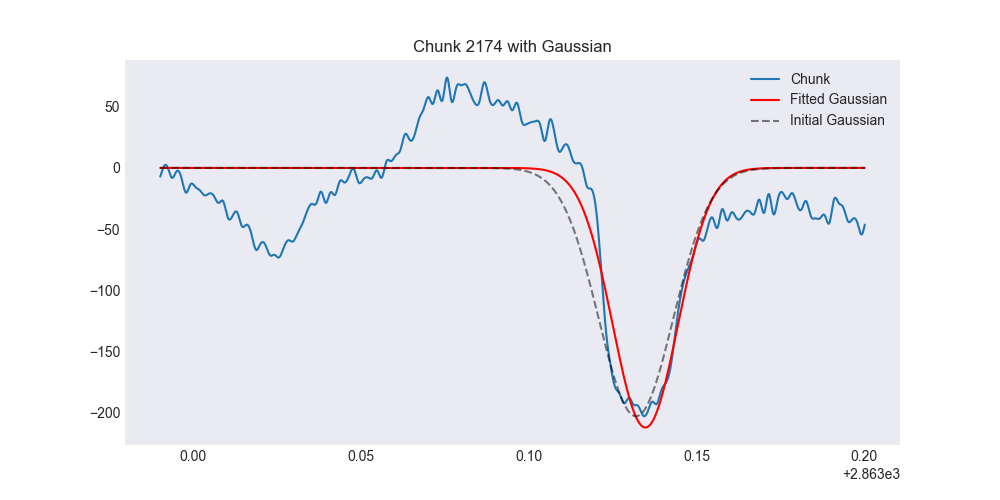 Chunk 2174 with Gaussian
Chunk
Fitted Gaussian
Initial Gaussian
50
0
−50
−100
−150
−200
0.00 0.05 0.10 0.15 0.20
+2.863e3